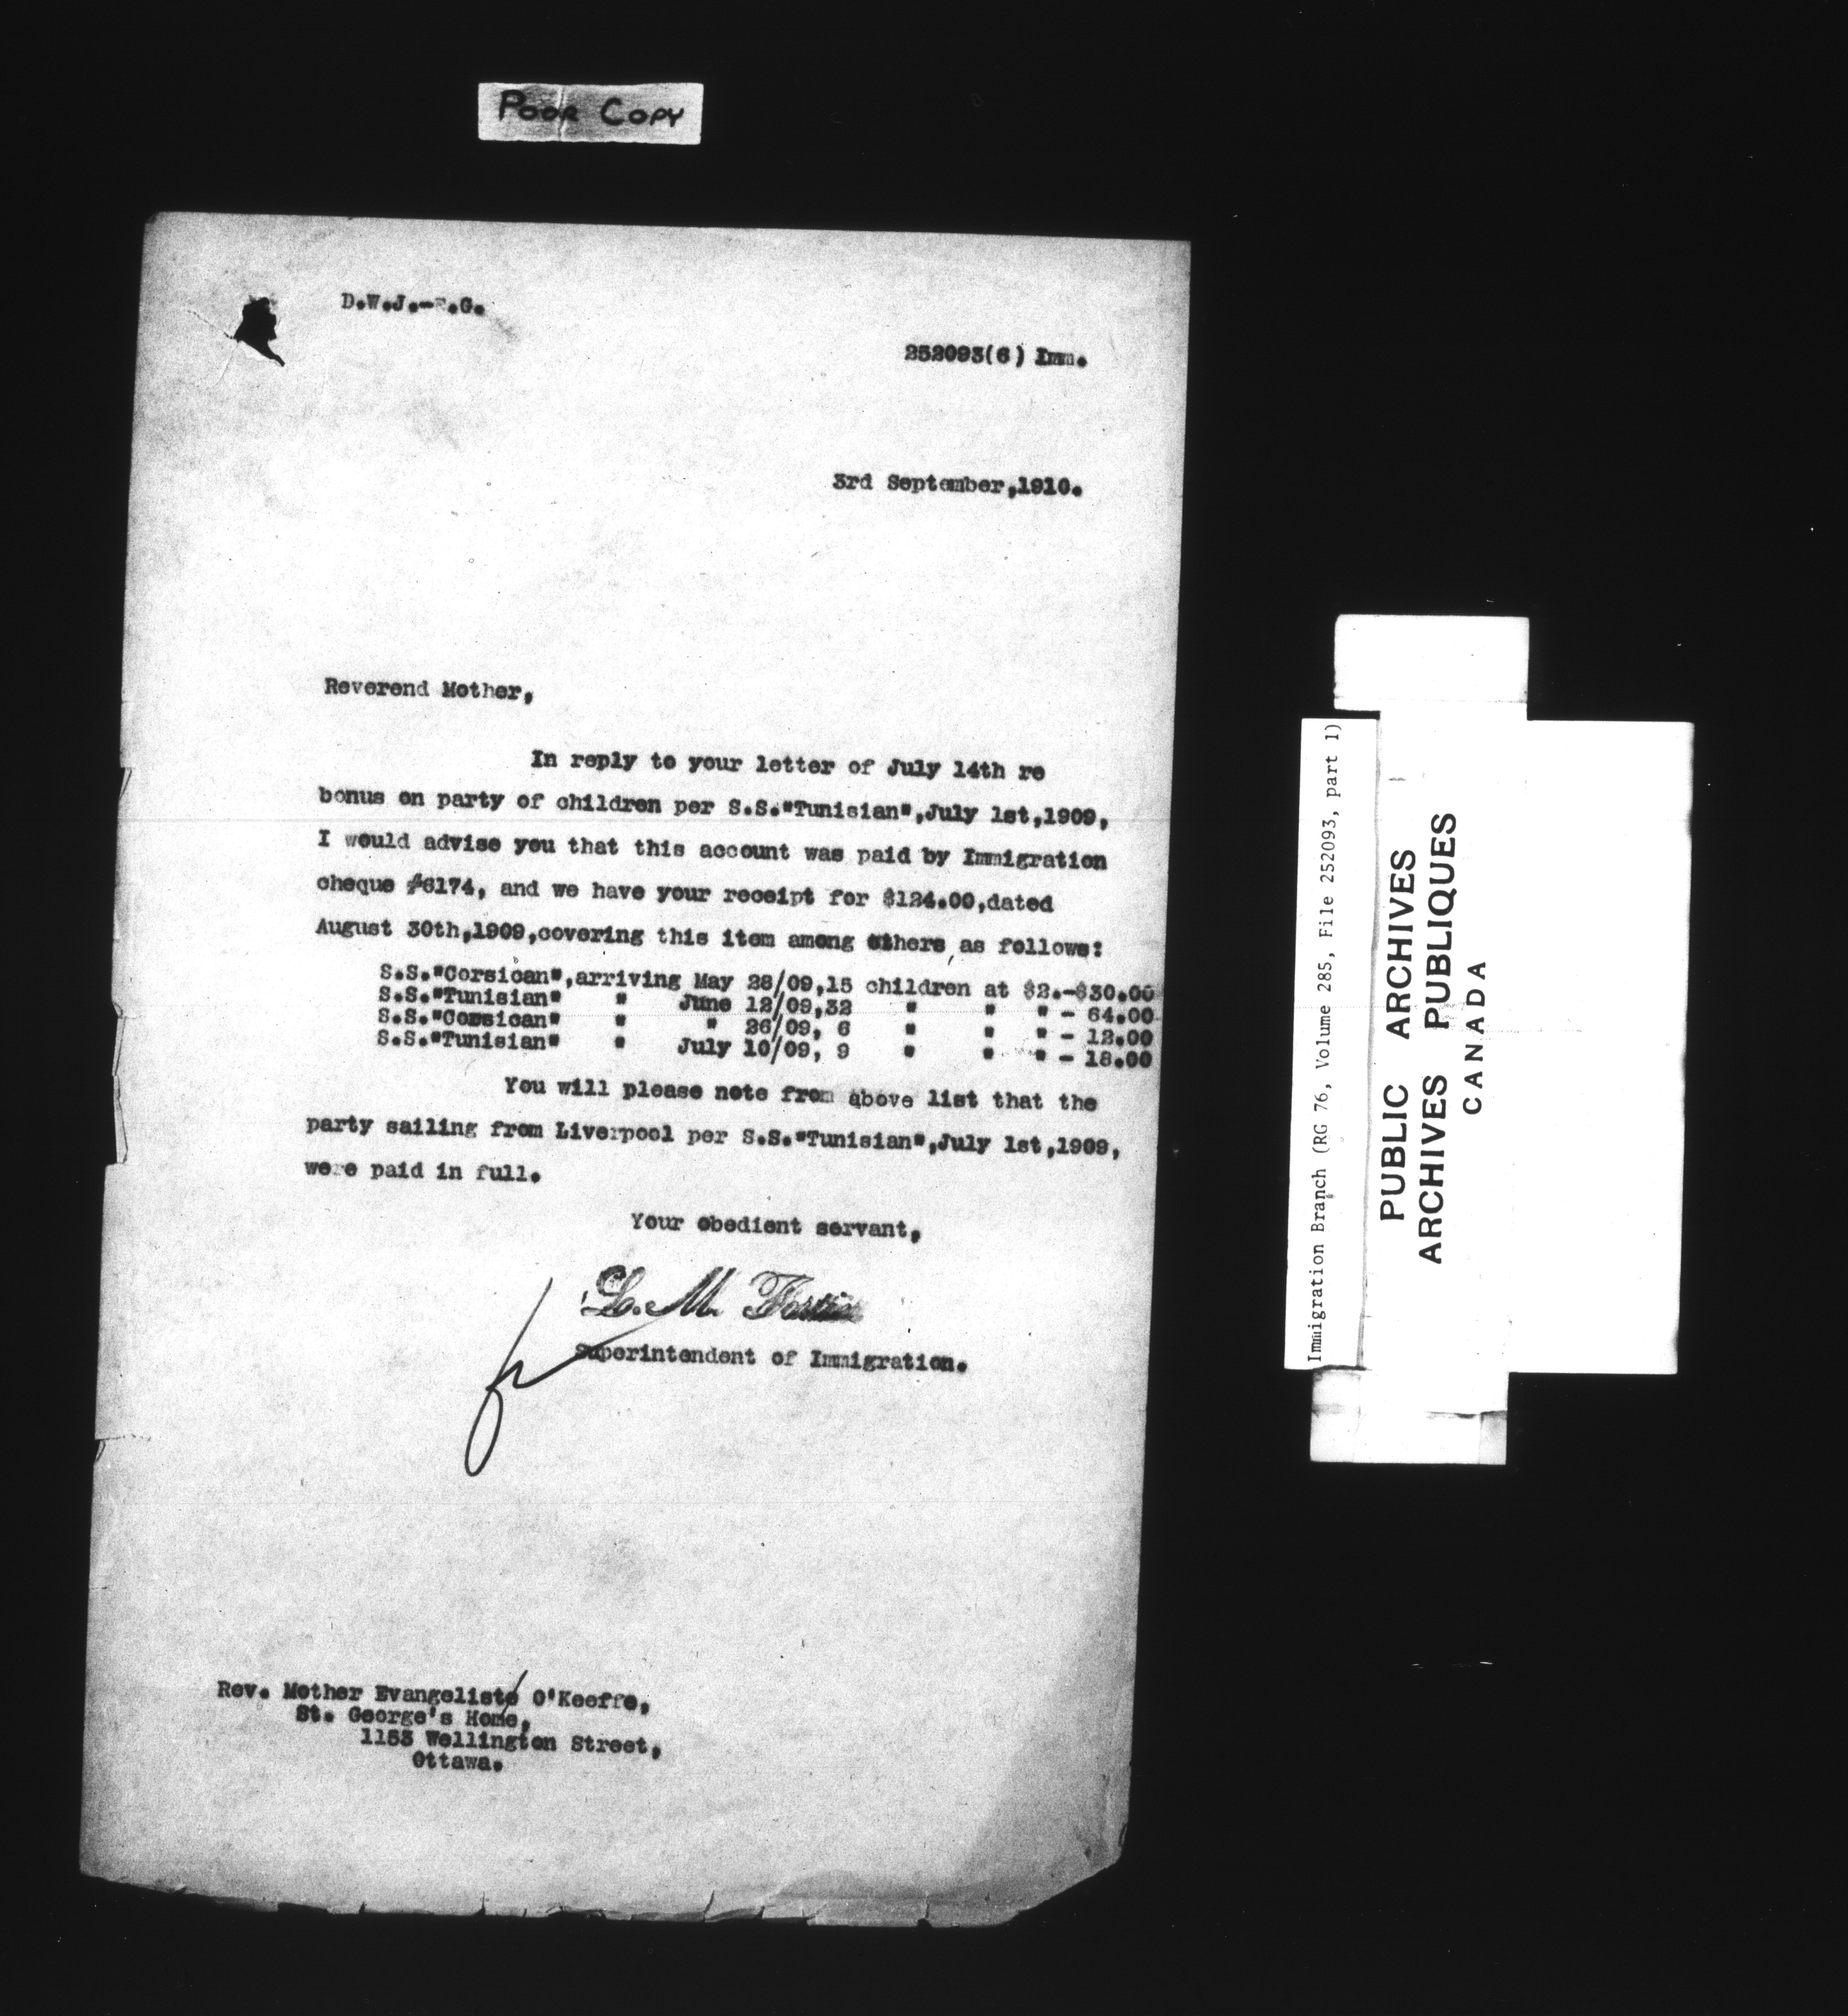 Poor Copy
D.W.J.-.G.
252093(6) Imm.
3rd September,1910.
Reverend Mother,
In reply to your letter of July 14th re
bonus on party of children per S.S."Tunisian",July 1st,1909,
I would advise you that this account was paid by Immigration
cheque #6174, and we have your receipt for $124.00,dated
August 30th,1909,covering this item among others, as follows:
S.S."Corsican",arriving May 28/09,15 children at $2.-$30.00
S.S."Tunisian" " June 12/09,32 " " " - 64.00
S.S."Corsican" " " 26/09, 6 " " " - 12.00
S.S."Tunisian" " July 10/09, 9 " " " - 18.00
You will please note from above list that the
party sailing from Liverpool per S.S."Tunisian",July 1st,1909,
were paid in full.
Your obedient servant,
L. M. Fortier
for
Superintendent of Immigration.
Rev. Mother Evangeliste O'Keeffe,
St. George's Home,
1153 Wellington Street,
Ottawa.
Immigration Branch (RG 76, Volume 285, File 252093, part 1)
PUBLIC ARCHIVES
ARCHIVES PUBLIQUES
CANADA